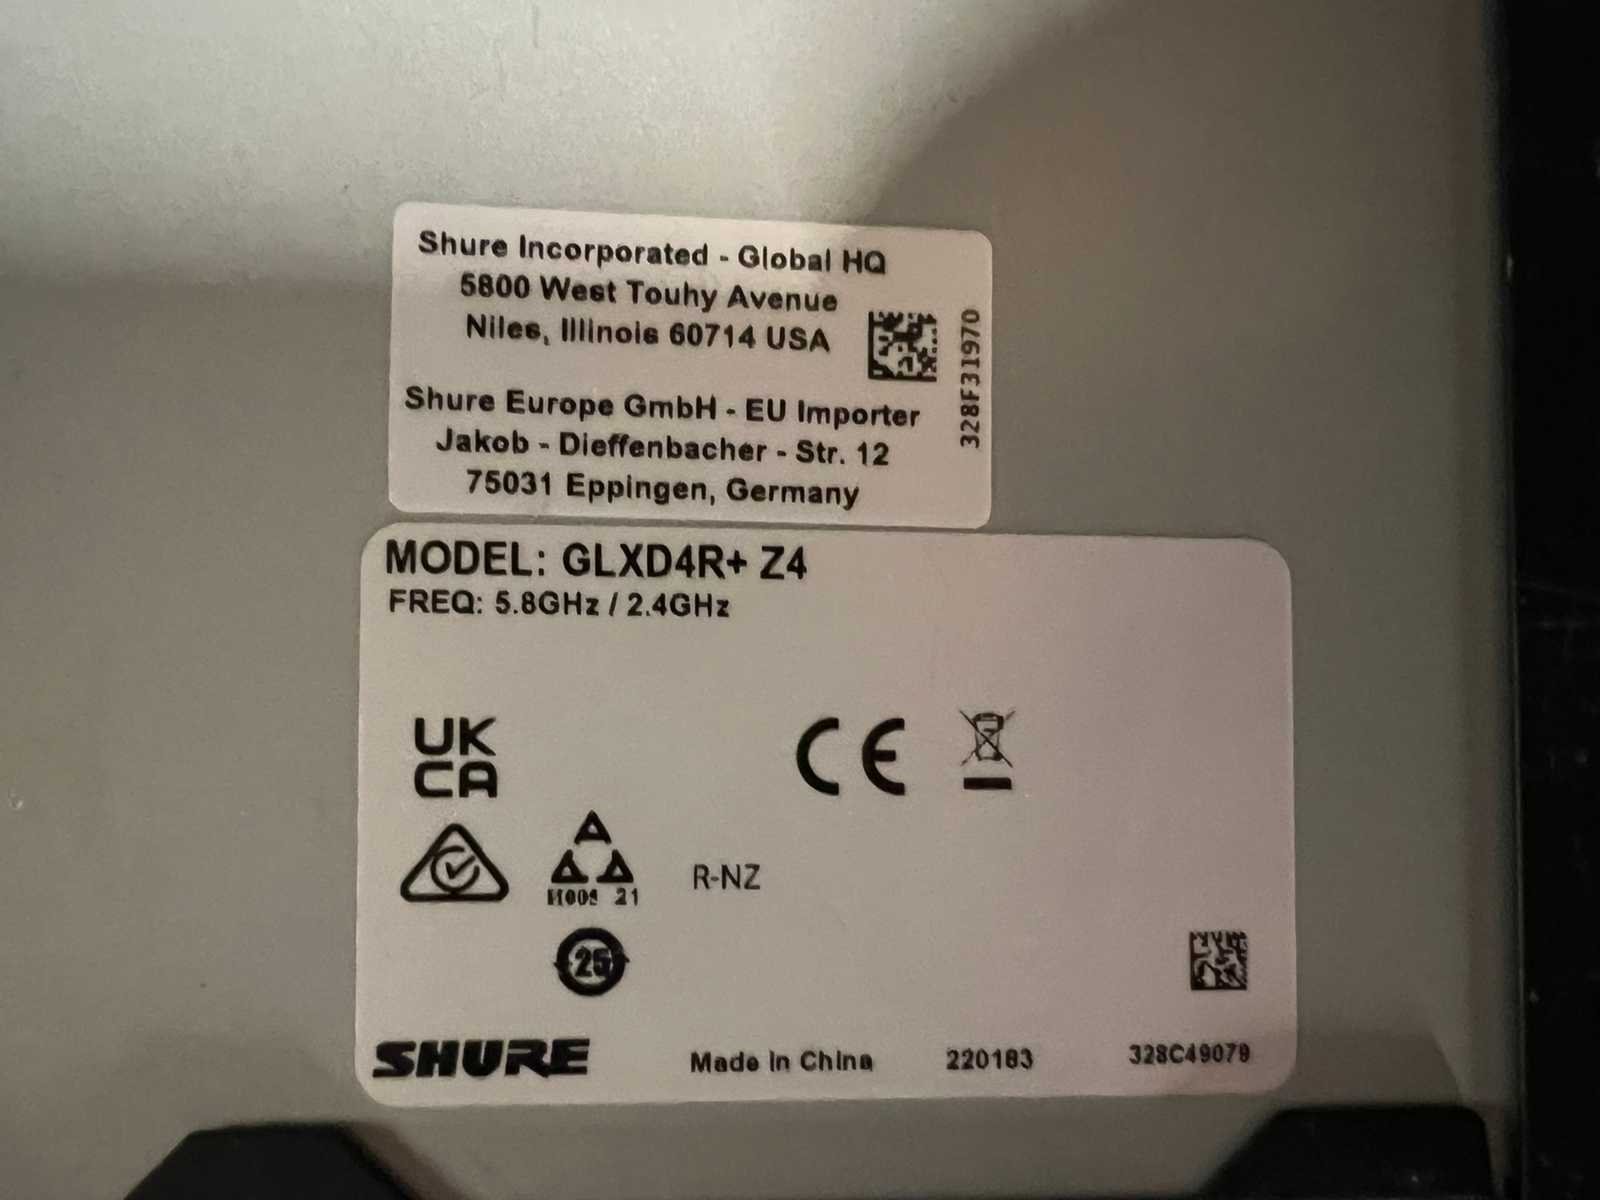 Shure Incorporated - Global HQ
5800 West Touhy Avenue
Niles, Illinois 60714 USA
328F31970
Shure Europe GmbH - EU Importer
Jakob - Dieffenbacher - Str. 12
75031 Eppingen, Germany
MODEL: GLXD4R+ Z4
FREQ: 5.8GHz / 2.4GHz
UK
CA
CE
R-NZ
21
25
SHURE
Made in China
220183
328C49079